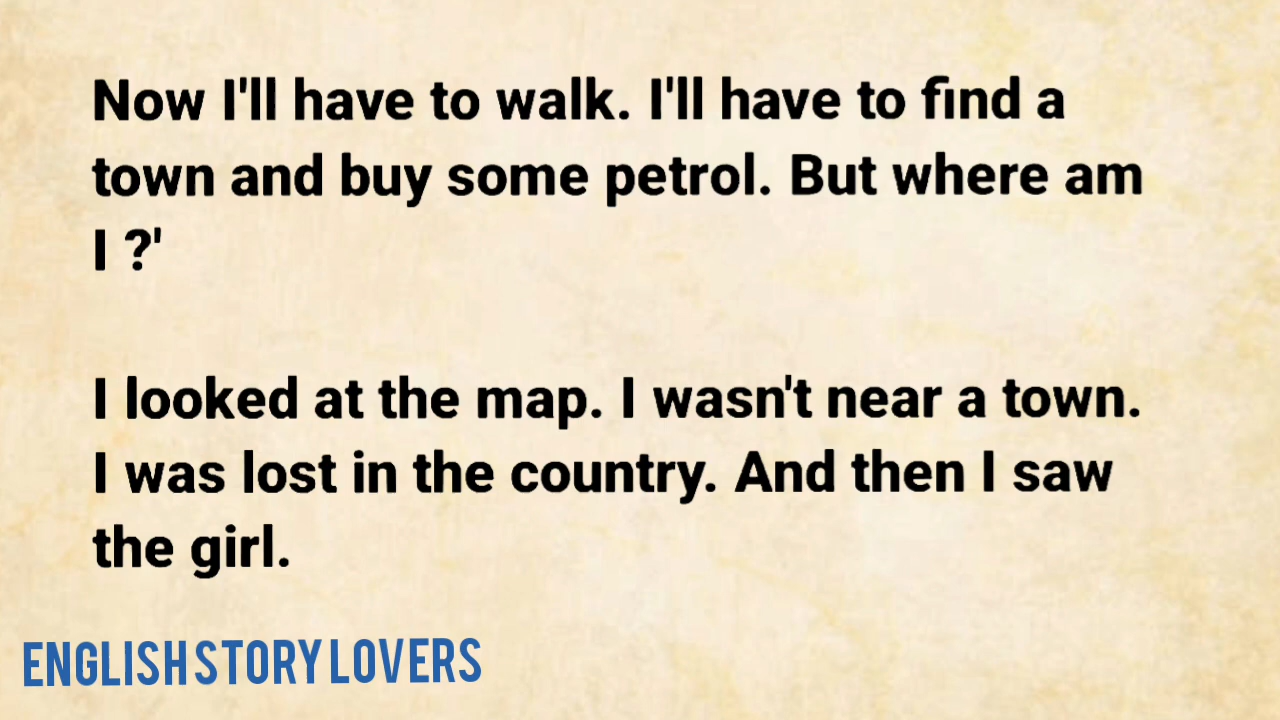 Now I'll have to walk. I'll have to find a
town and buy some petrol. But where am
I ?'
I looked at the map. I wasn't near a town.
I was lost in the country. And then I saw
the girl.
ENGLISH STORY LOVERS